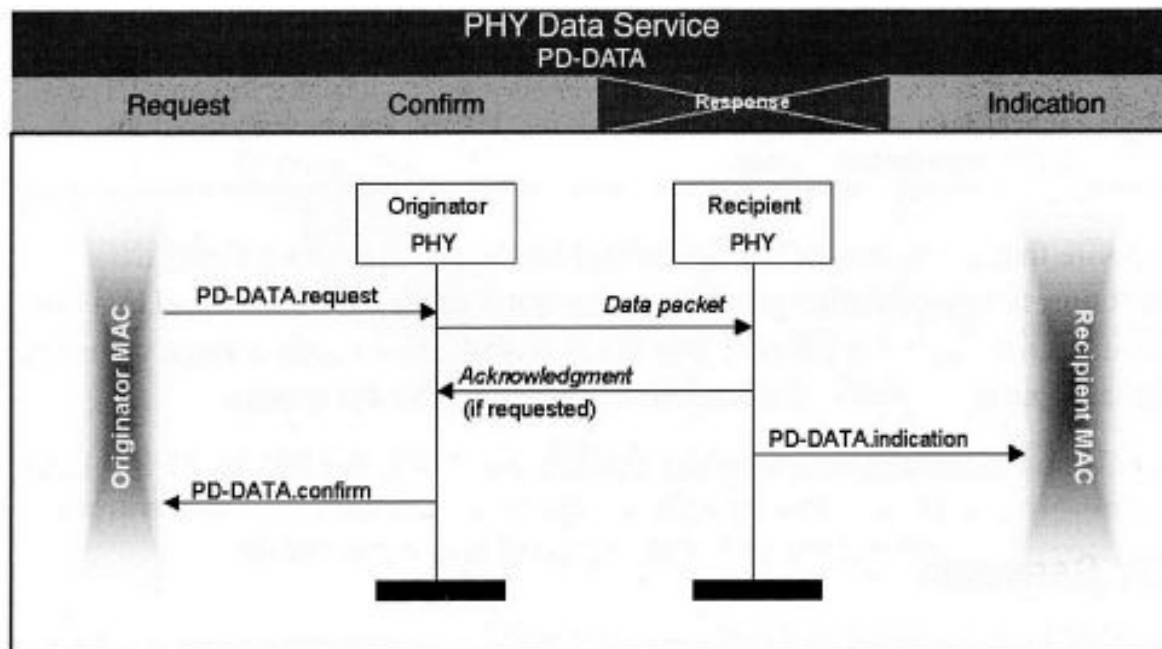 PHY Data Service
PD-DATA
Request Confirm Response Indication
Originator
PHY
Recipient
PHY
PD-DATA.request
Data packet
Acknowledgment
(if requested)
PD-DATA.indication
PD-DATA.confirm
Originator MAC
Recipient MAC